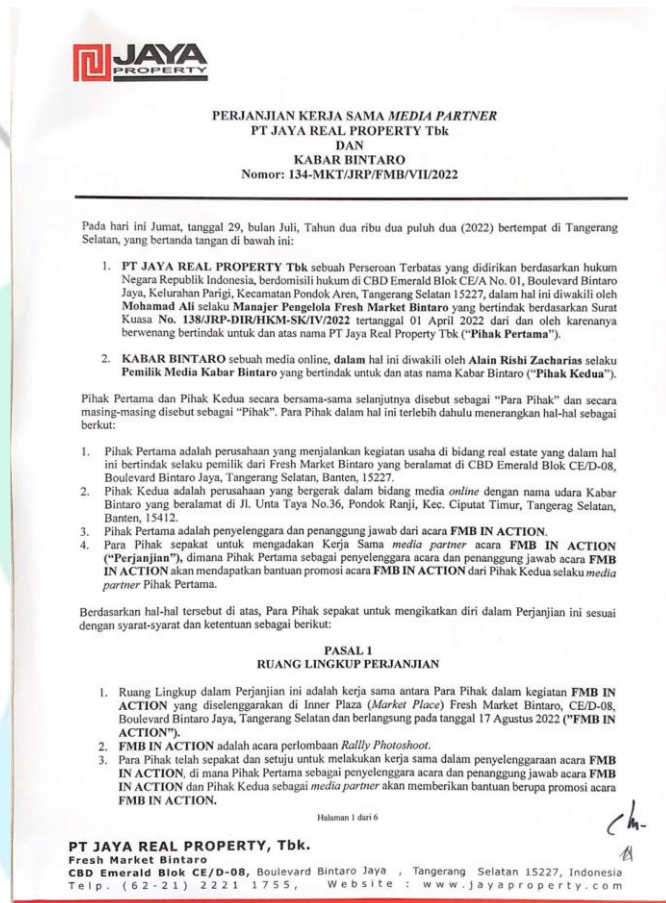 JAYA
PROPERTY
PERJANJIAN KERJA SAMA MEDIA PARTNER
PT JAYA REAL PROPERTY Tbk
DAN
KABAR BINTARO
Nomor: 134-MKT/JRP/FMB/VII/2022
Pada hari ini Jumat, tanggal 29, bulan Juli, Tahun dua ribu dua puluh dua (2022) bertempat di Tangerang
Selatan, yang bertanda tangan di bawah ini:
1. PT JAYA REAL PROPERTY Tbk sebuah Perseroan Terbatas yang didirikan berdasarkan hukum
Negara Republik Indonesia, berdomisili hukum di CBD Emerald Blok CE/A No. 01, Boulevard Bintaro
Jaya, Kelurahan Parigi, Kecamatan Pondok Aren, Tangerang Selatan 15227, dalam hal ini diwakili oleh
Mohamad Ali selaku Manajer Pengelola Fresh Market Bintaro yang bertindak berdasarkan Surat
Kuasa No. 138/JRP-DIR/HKM-SK/IV/2022 tertanggal 01 April 2022 dari dan oleh karenanya
berwenang bertindak untuk dan atas nama PT Jaya Real Property Tbk ("Pihak Pertama").
2. KABAR BINTARO sebuah media online, dalam hal ini diwakili oleh Alain Rishi Zacharias selaku
Pemilik Media Kabar Bintaro yang bertindak untuk dan atas nama Kabar Bintaro ("Pihak Kedua").
Pihak Pertama dan Pihak Kedua secara bersama-sama selanjutnya disebut sebagai "Para Pihak" dan secara
masing-masing disebut sebagai "Pihak". Para Pihak dalam hal ini terlebih dahulu menerangkan hal-hal sebagai
berkut:
1. Pihak Pertama adalah perusahaan yang menjalankan kegiatan usaha di bidang real estate yang dalam hal
ini bertindak selaku pemilik dari Fresh Market Bintaro yang beralamat di CBD Emerald Blok CE/D-08,
Boulevard Bintaro Jaya, Tangerang Selatan, Banten, 15227.
2. Pihak Kedua adalah perusahaan yang bergerak dalam bidang media online dengan nama udara Kabar
Bintaro yang beralamat di Jl. Unta Taya No.36, Pondok Ranji, Kec. Ciputat Timur, Tangerag Selatan,
Banten, 15412.
3. Pihak Pertama adalah penyelenggara dan penanggung jawab dari acara FMB IN ACTION.
4. Para Pihak sepakat untuk mengadakan Kerja Sama media partner acara FMB IN ACTION
("Perjanjian"), dimana Pihak Pertama sebagai penyelenggara acara dan penanggung jawab acara FMB
IN ACTION akan mendapatkan bantuan promosi acara FMB IN ACTION dari Pihak Kedua selaku media
partner Pihak Pertama.
Berdasarkan hal-hal tersebut di atas, Para Pihak sepakat untuk mengikatkan diri dalam Perjanjian ini sesuai
dengan syarat-syarat dan ketentuan sebagai berikut:
PASAL 1
RUANG LINGKUP PERJANJIAN
1. Ruang Lingkup dalam Perjanjian ini adalah kerja sama antara Para Pihak dalam kegiatan FMB IN
ACTION yang diselenggarakan di Inner Plaza (Market Place) Fresh Market Bintaro, CE/D-08,
Boulevard Bintaro Jaya, Tangerang Selatan dan berlangsung pada tanggal 17 Agustus 2022 ("FMB IN
ACTION").
2. FMB IN ACTION adalah acara perlombaan Rallly Photoshoot.
3. Para Pihak telah sepakat dan setuju untuk melakukan kerja sama dalam penyelenggaraan acara FMB
IN ACTION, di mana Pihak Pertama sebagai penyelenggara acara dan penanggung jawab acara FMB
IN ACTION dan Pihak Kedua sebagai media partner akan memberikan bantuan berupa promosi acara
FMB IN ACTION.
Halaman 1 dari 6
PT JAYA REAL PROPERTY, Tbk.
Fresh Market Bintaro
CBD Emerald Blok CE/D-08, Boulevard Bintaro Jaya , Tangerang Selatan 15227, Indonesia
Telp. (62-21) 2221 1755, Website : www.jayaproperty.com